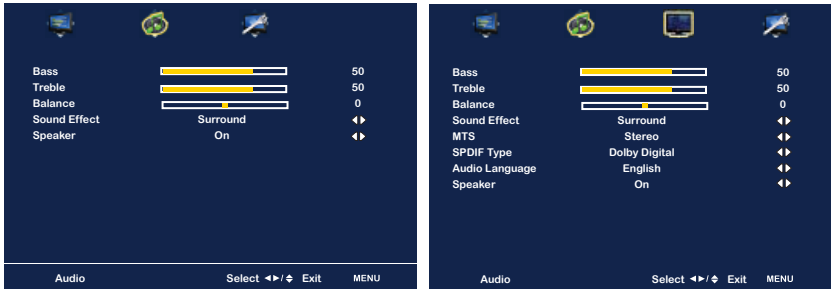 Bass 50
Treble 50
Balance 0
Sound Effect Surround
Speaker On
Audio Select ◄►/ Exit MENU
Bass 50
Treble 50
Balance 0
Sound Effect Surround
MTS Stereo
SPDIF Type Dolby Digital
Audio Language English
Speaker On
Audio Select ◄►/ Exit MENU